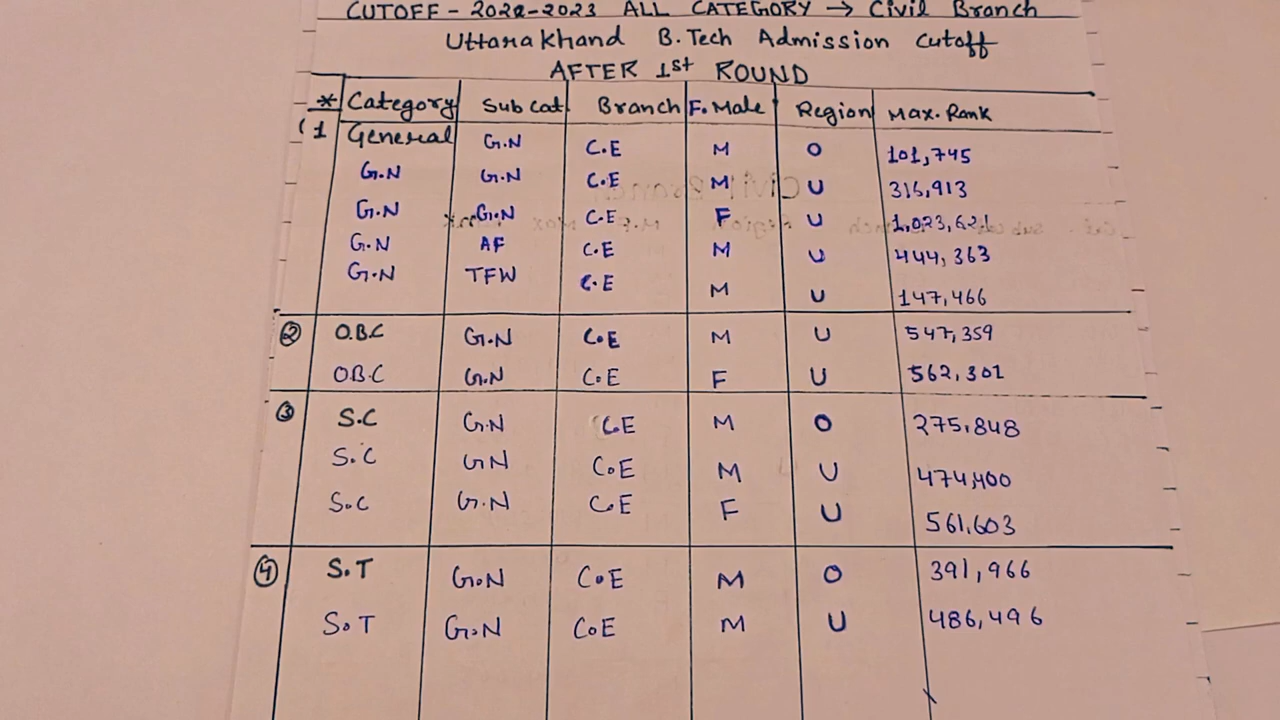 CUTOFF - 2022-2023 ALL CATEGORY → Civil Branch
Uttarakhand B.Tech Admission Cutoff
AFTER 1st ROUND
* Category Sub cat. Branch F. Male Region Max. Rank
(1 General G.N C.E M O 101,745
G.N G.N C.E M U 316,913
G.N G.N C.E F U 1,023,621
G.N AF C.E M U 444,363
G.N TFW C.E M U 147,466
② O.B.C G.N C.E M U 547,359
O.B.C G.N C.E F U 562,301
③ S.C G.N C.E M O 275,848
S.C GN C.E M U 474,400
S.C G.N C.E F U 561,603
④ S.T G.N C.E M O 391,966
S.T G.N C.E M U 486,496